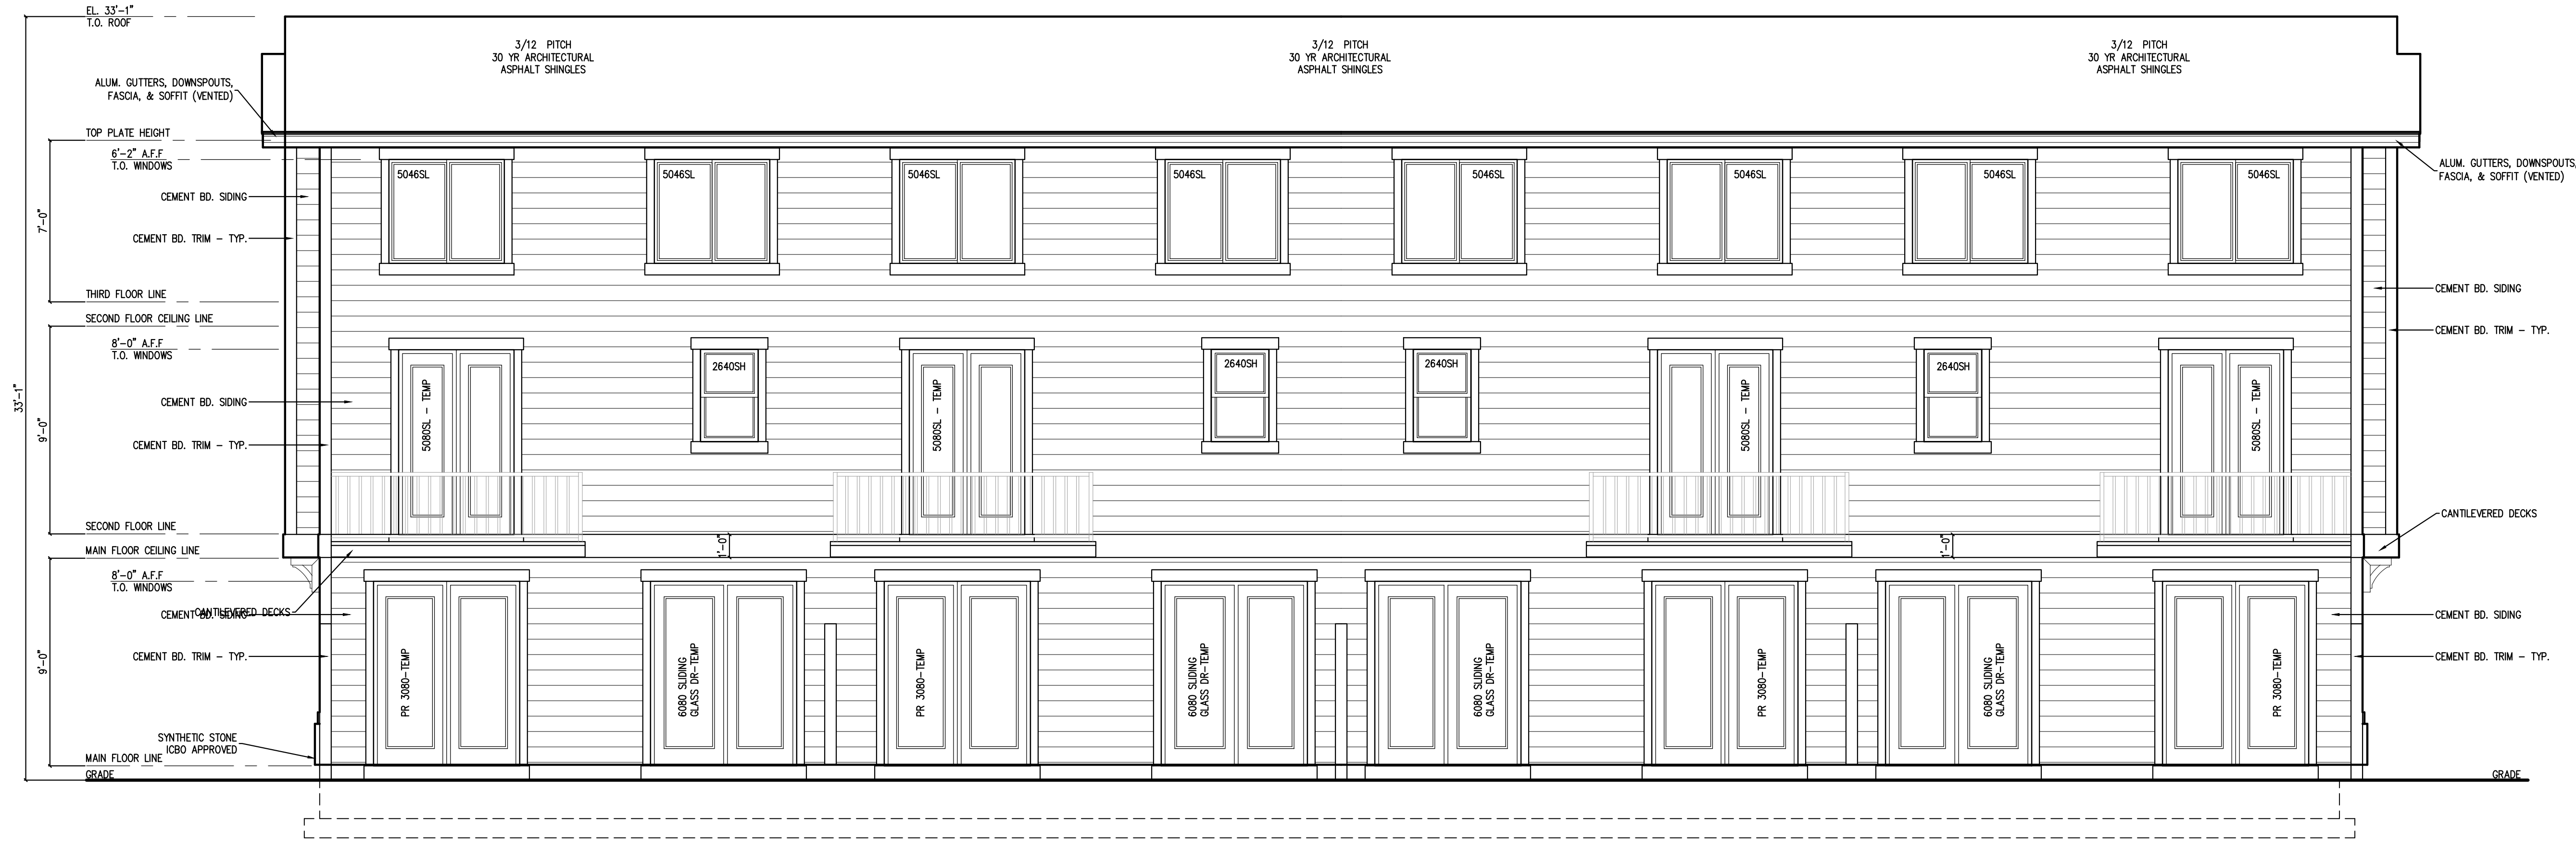 EL. 33'-1"
T.O. ROOF
3/12 PITCH
30 YR ARCHITECTURAL
ASPHALT SHINGLES
3/12 PITCH
30 YR ARCHITECTURAL
ASPHALT SHINGLES
3/12 PITCH
30 YR ARCHITECTURAL
ASPHALT SHINGLES
ALUM. GUTTERS, DOWNSPOUTS,
FASCIA, & SOFFIT (VENTED)
TOP PLATE HEIGHT
6'-2" A.F.F
T.O. WINDOWS
ALUM. GUTTERS, DOWNSPOUTS,
FASCIA, & SOFFIT (VENTED)
5046SL
5046SL
5046SL
5046SL
5046SL
5046SL
5046SL
5046SL
CEMENT BD. SIDING
7'-0"
CEMENT BD. TRIM - TYP.
CEMENT BD. SIDING
THIRD FLOOR LINE
SECOND FLOOR CEILING LINE
CEMENT BD. TRIM - TYP.
8'-0" A.F.F
T.O. WINDOWS
2640SH
2640SH
2640SH
2640SH
33'-1"
CEMENT BD. SIDING
5080SL - TEMP
5080SL - TEMP
5080SL - TEMP
5080SL - TEMP
9'-0"
CEMENT BD. TRIM - TYP.
CANTILEVERED DECKS
SECOND FLOOR LINE
1'-0"
1'-0"
MAIN FLOOR CEILING LINE
8'-0" A.F.F
T.O. WINDOWS
CANTILEVERED DECKS
CEMENT BD. SIDING
CEMENT BD. SIDING
9'-0"
CEMENT BD. TRIM - TYP.
CEMENT BD. TRIM - TYP.
PR 3080-TEMP
6080 SLIDING
GLASS DR-TEMP
PR 3080-TEMP
6080 SLIDING
GLASS DR-TEMP
6080 SLIDING
GLASS DR-TEMP
PR 3080-TEMP
6080 SLIDING
GLASS DR-TEMP
PR 3080-TEMP
SYNTHETIC STONE
ICBO APPROVED
MAIN FLOOR LINE
GRADE
GRADE